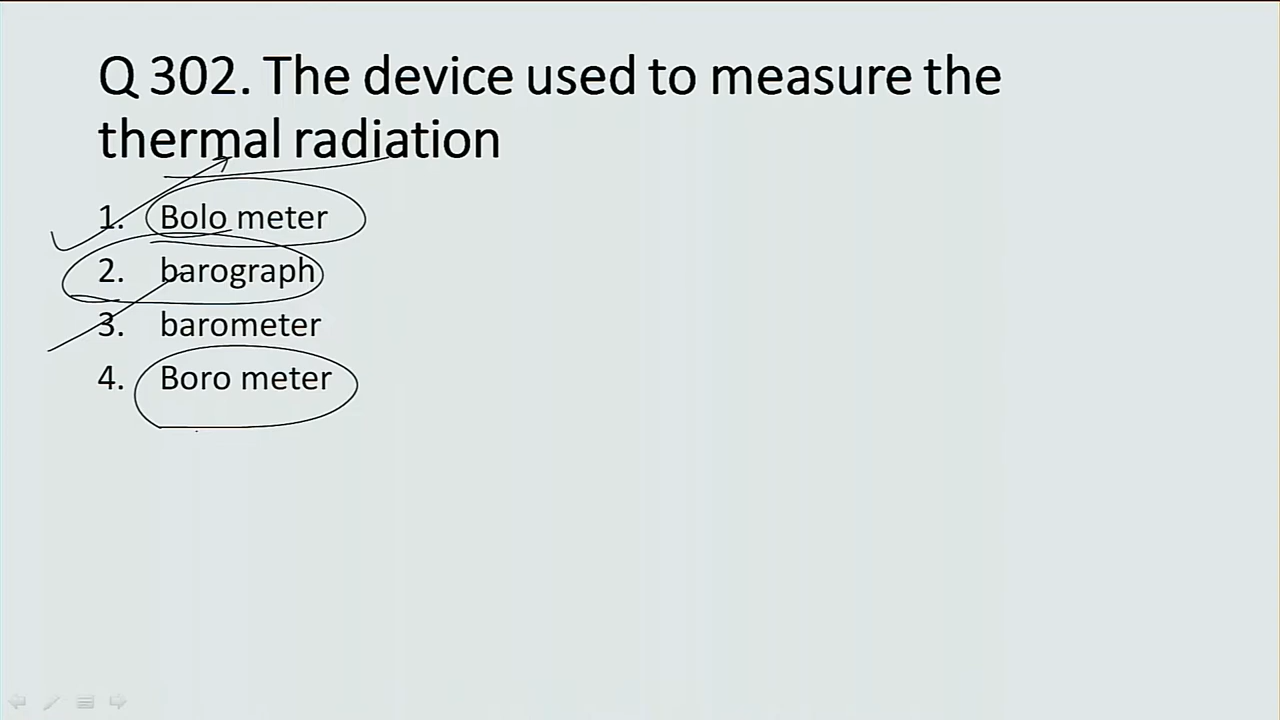 Q 302. The device used to measure the
thermal radiation
1. Bolo meter
2. barograph
3. barometer
4. Boro meter